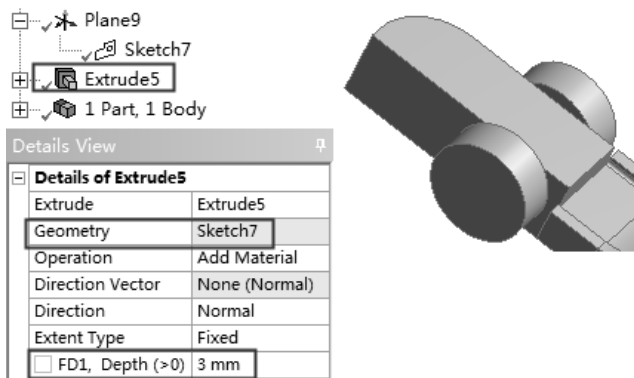 Plane9
Sketch7
Extrude5
1 Part, 1 Body
Details View
Details of Extrude5
Extrude Extrude5
Geometry Sketch7
Operation Add Material
Direction Vector None (Normal)
Direction Normal
Extent Type Fixed
FD1, Depth (>0) 3 mm